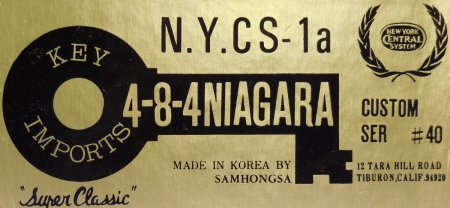 N.Y.CS-1a
NEW YORK
CENTRAL
SYSTEM
KEY
IMPORTS
4-8-4NIAGARA
CUSTOM
SER #40
MADE IN KOREA BY
SAMHONGSA
12 TARA HILL ROAD
TIBURON,CALIF.94920
"Super Classic"